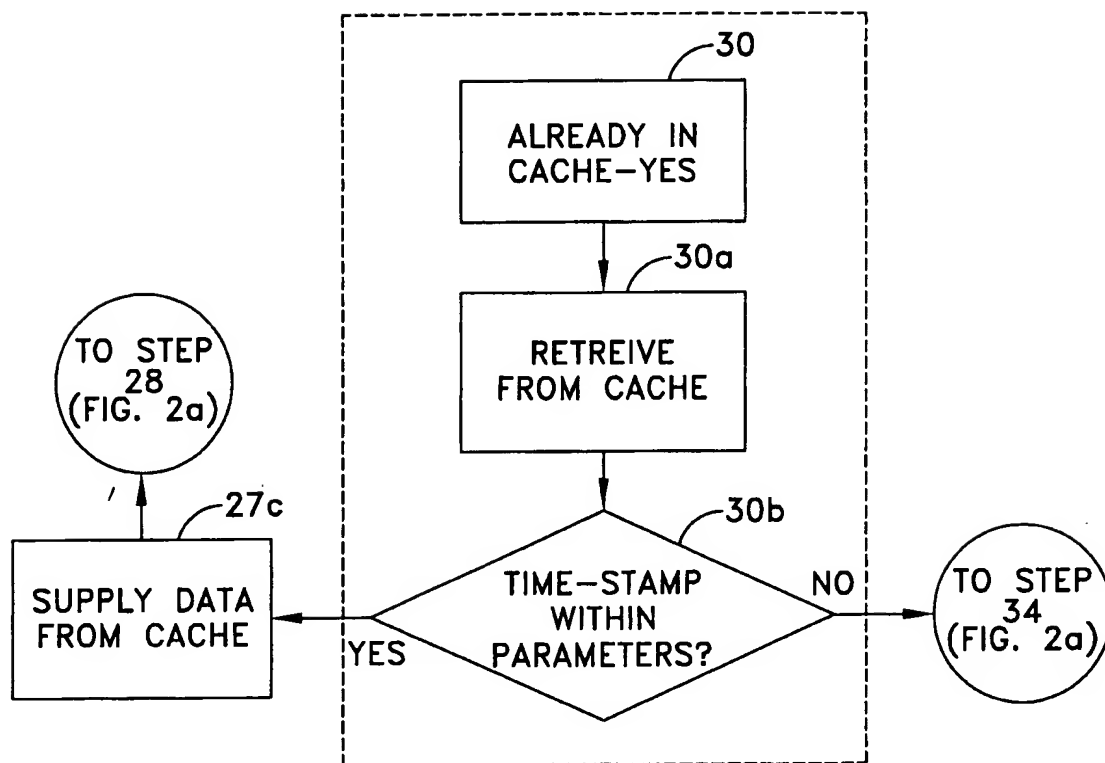 30
ALREADY IN
CACHE-YES
30a
RETREIVE
FROM CACHE
TO STEP
28
(FIG. 2a)
27c
SUPPLY DATA
FROM CACHE
30b
TIME-STAMP
WITHIN
PARAMETERS?
YES
NO
TO STEP
34
(FIG. 2a)